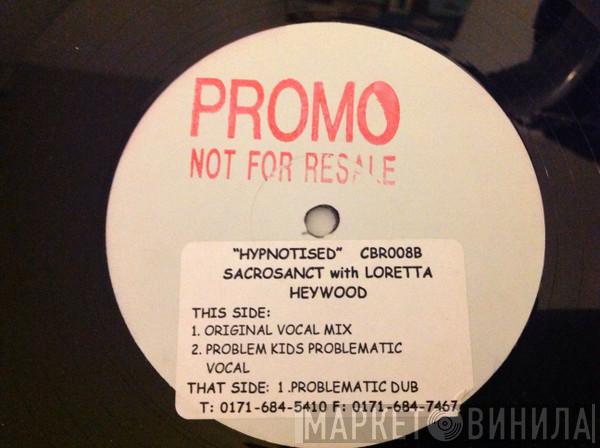 PROMO
NOT FOR RESALE
"HYPNOTISED" CBR008B
SACROSANCT with LORETTA
HEYWOOD
THIS SIDE:
1. ORIGINAL VOCAL MIX
2. PROBLEM KIDS PROBLEMATIC
VOCAL
THAT SIDE: 1 .PROBLEMATIC DUB
T: 0171-684-5410 F: 0171-684-7467
МАРКЕТ ВИНИЛА